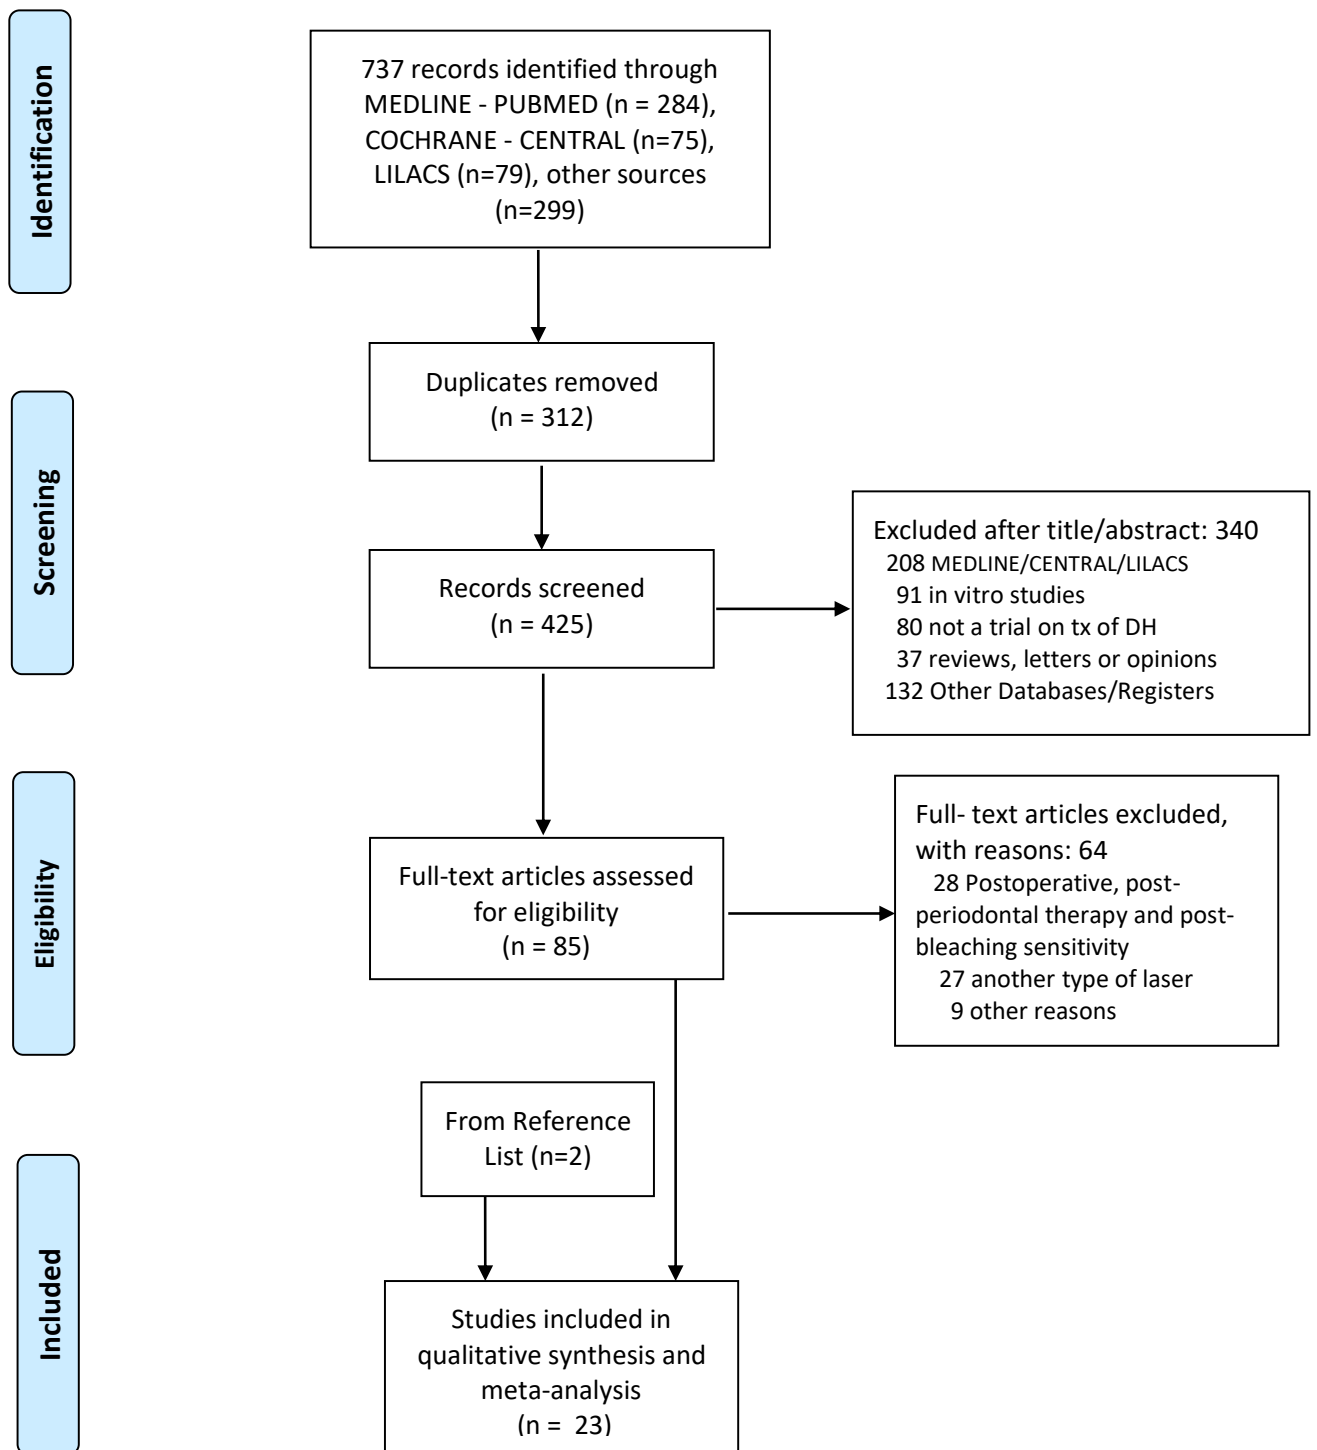 Identification
737 records identified through
MEDLINE - PUBMED (n = 284),
COCHRANE - CENTRAL (n=75),
LILACS (n=79), other sources
(n=299)
Duplicates removed
(n = 312)
Screening
Records screened
(n = 425)
Excluded after title/abstract: 340
208 MEDLINE/CENTRAL/LILACS
91 in vitro studies
80 not a trial on tx of DH
37 reviews, letters or opinions
132 Other Databases/Registers
Eligibility
Full-text articles assessed
for eligibility
(n = 85)
Full- text articles excluded,
with reasons: 64
28 Postoperative, post-
periodontal therapy and post-
bleaching sensitivity
27 another type of laser
9 other reasons
From Reference
List (n=2)
Included
Studies included in
qualitative synthesis and
meta-analysis
(n = 23)